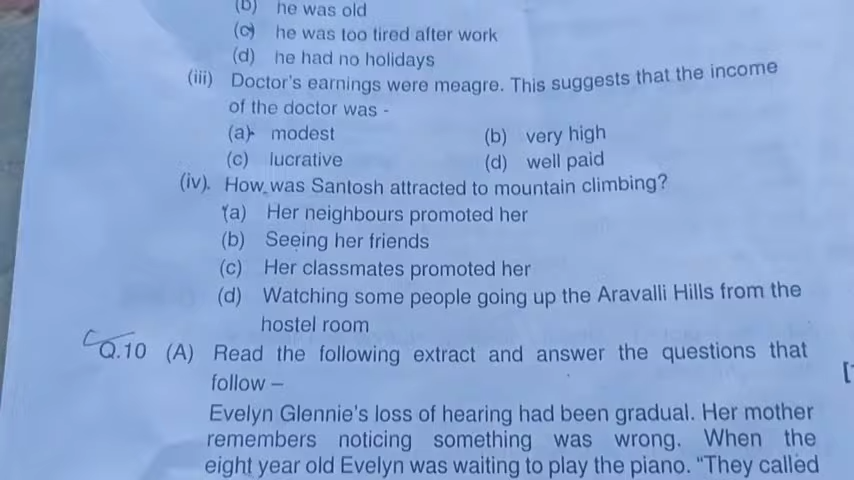 (b) he was old
(c) he was too tired after work
(d) he had no holidays
(iii) Doctor's earnings were meagre. This suggests that the income
of the doctor was -
(a) modest (b) very high
(c) lucrative (d) well paid
(iv). How was Santosh attracted to mountain climbing?
(a) Her neighbours promoted her
(b) Seeing her friends
(c) Her classmates promoted her
(d) Watching some people going up the Aravalli Hills from the
hostel room
Q.10 (A) Read the following extract and answer the questions that
follow –
Evelyn Glennie's loss of hearing had been gradual. Her mother
remembers noticing something was wrong. When the
eight year old Evelyn was waiting to play the piano. "They called